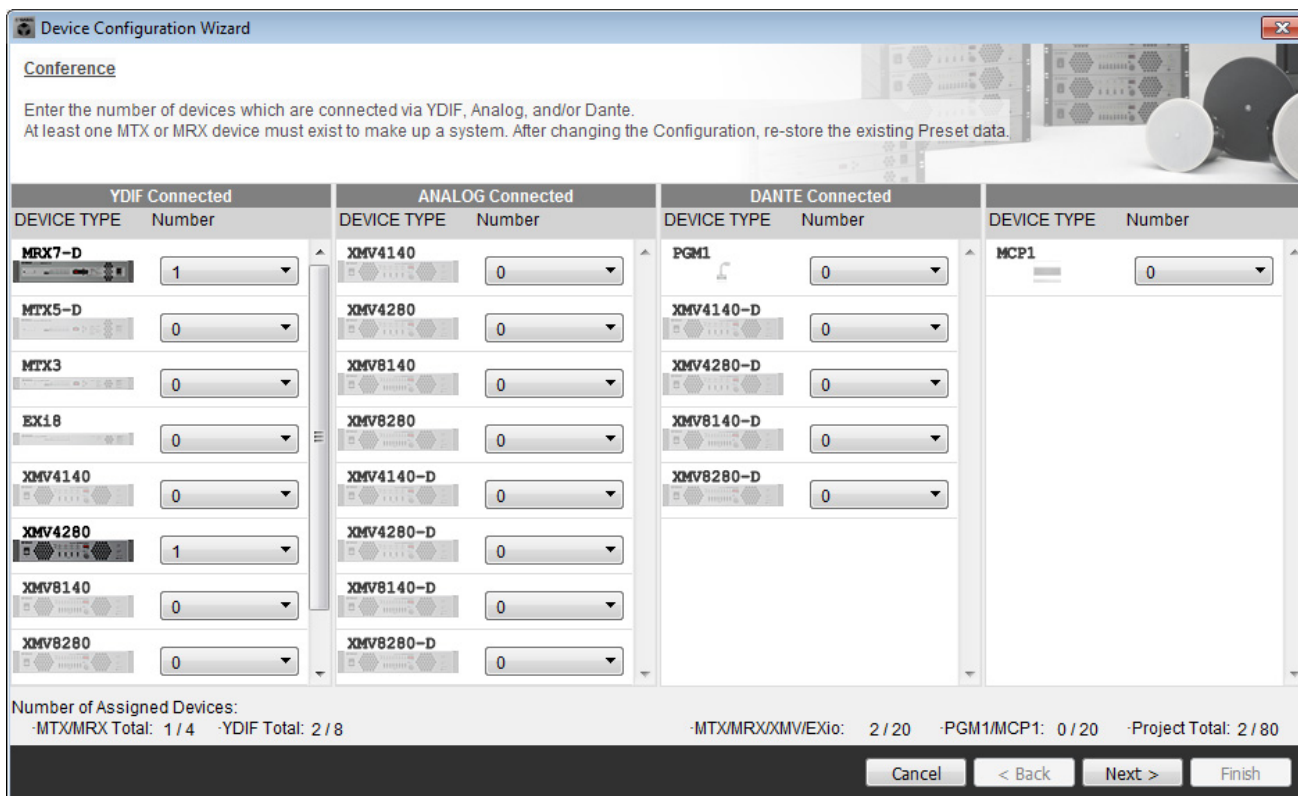 Device Configuration Wizard
Conference
Enter the number of devices which are connected via YDIF, Analog, and/or Dante.
At least one MTX or MRX device must exist to make up a system. After changing the Configuration, re-store the existing Preset data.
YDIF Connected
DEVICE TYPE Number
MRX7-D 1
MTX5-D 0
MTX3 0
EXi8 0
XMV4140 0
XMV4280 1
XMV8140 0
XMV8280 0
ANALOG Connected
DEVICE TYPE Number
XMV4140 0
XMV4280 0
XMV8140 0
XMV8280 0
XMV4140-D 0
XMV4280-D 0
XMV8140-D 0
XMV8280-D 0
DANTE Connected
DEVICE TYPE Number
PGM1 0
XMV4140-D 0
XMV4280-D 0
XMV8140-D 0
XMV8280-D 0
DEVICE TYPE Number
MCP1 0
Number of Assigned Devices:
-MTX/MRX Total: 1 / 4 -YDIF Total: 2 / 8 -MTX/MRX/XMV/EXio: 2 / 20 -PGM1/MCP1: 0 / 20 -Project Total: 2 / 80
Cancel < Back Next > Finish